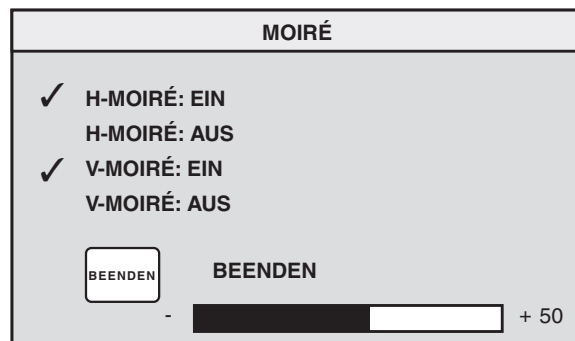 MOIRÉ
✓ H-MOIRÉ: EIN
H-MOIRÉ: AUS
✓ V-MOIRÉ: EIN
V-MOIRÉ: AUS
BEENDEN BEENDEN
- + 50